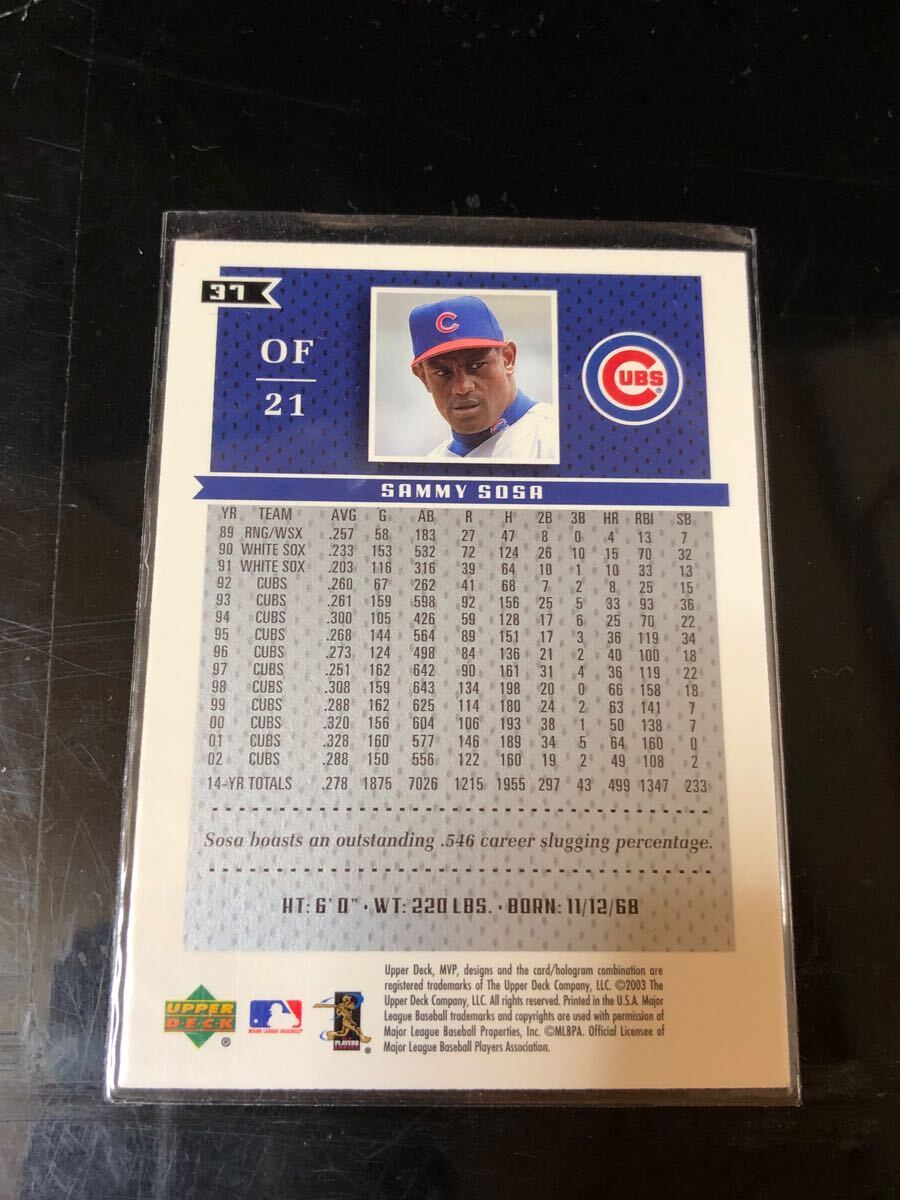 37
OF
21
C
CUBS
SAMMY SOSA
YR TEAM AVG G AB R H 2B 3B HR RBI SB
89 RNG/WSX .257 58 183 27 47 8 0 4 13 7
90 WHITE SOX .233 153 532 72 124 26 10 15 70 32
91 WHITE SOX .203 116 316 39 64 10 1 10 33 13
92 CUBS .260 67 262 41 68 7 2 8 25 15
93 CUBS .261 159 598 92 156 25 5 33 93 36
94 CUBS .300 105 426 59 128 17 6 25 70 22
95 CUBS .268 144 564 89 151 17 3 36 119 34
96 CUBS .273 124 498 84 136 21 2 40 100 18
97 CUBS .251 162 642 90 161 31 4 36 119 22
98 CUBS .308 159 643 134 198 20 0 66 158 18
99 CUBS .288 162 625 114 180 24 2 63 141 7
00 CUBS .320 156 604 106 193 38 1 50 138 7
01 CUBS .328 160 577 146 189 34 5 64 160 0
02 CUBS .288 150 556 122 160 19 2 49 108 2
14-YR TOTALS .278 1875 7026 1215 1955 297 43 499 1347 233
Sosa boasts an outstanding .546 career slugging percentage.
HT: 6' 0" • WT: 220 LBS. • BORN: 11/12/68
Upper Deck, MVP, designs and the card/hologram combination are
registered trademarks of The Upper Deck Company, LLC. ©2003 The
Upper Deck Company, LLC. All rights reserved. Printed in the U.S.A. Major
League Baseball trademarks and copyrights are used with permission of
Major League Baseball Properties, Inc. ©MLBPA. Official Licensee of
Major League Baseball Players Association.
UPPER
DECK
®
MAJOR LEAGUE BASEBALL
PLAYERS